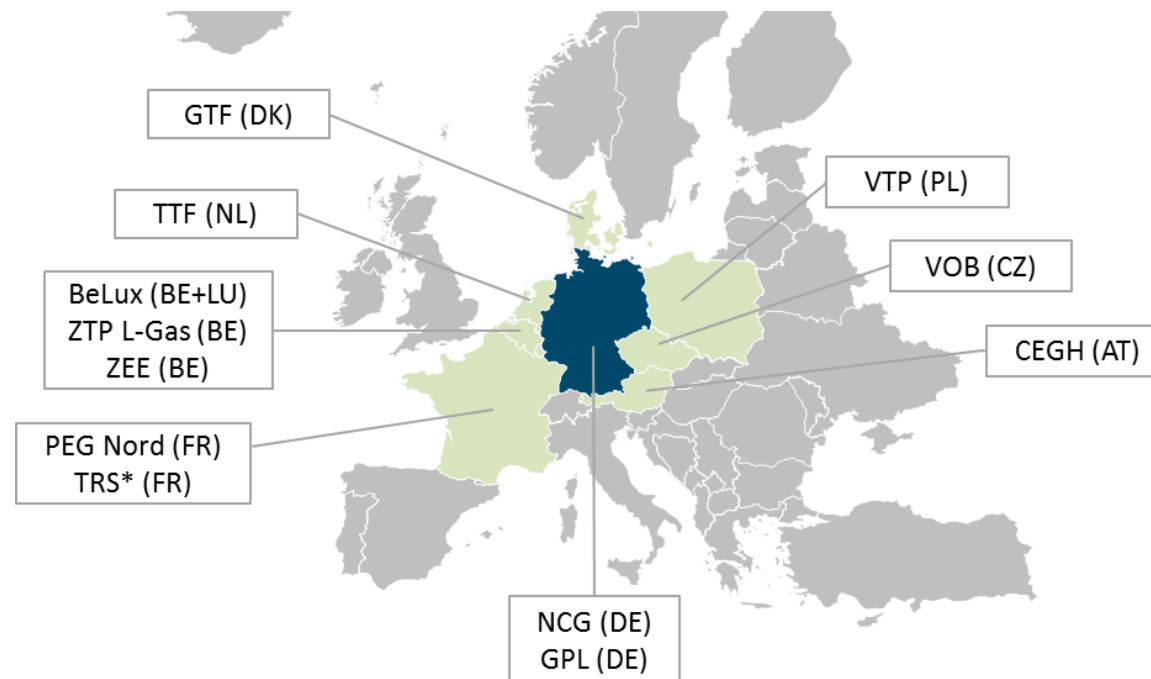 GTF (DK)
TTF (NL)
BeLux (BE+LU)
ZTP L-Gas (BE)
ZEE (BE)
PEG Nord (FR)
TRS* (FR)
VTP (PL)
VOB (CZ)
CEGH (AT)
NCG (DE)
GPL (DE)